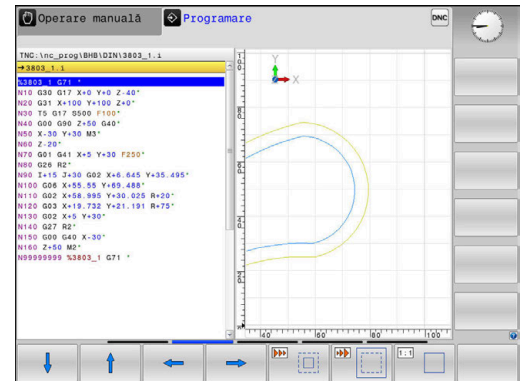 Operare manuală
Programare
DNC
TNC:\nc_prog\BHB\DIN\3803_1.i
→3803_1.i
%3803_1 G71 *
N10 G30 G17 X+0 Y+0 Z-40*
N20 G31 X+100 Y+100 Z+0*
N30 T5 G17 S500 F100*
N40 G00 G90 Z+50 G40*
N50 X-30 Y+30 M3*
N60 Z-20*
N70 G01 G41 X+5 Y+30 F250*
N80 G26 R2*
N90 I+15 J+30 G02 X+6.645 Y+35.495*
N100 G06 X+55.55 Y+69.488*
N110 G02 X+58.995 Y+30.025 R+20*
N120 G03 X+19.732 Y+21.191 R+75*
N130 G02 X+5 Y+30*
N140 G27 R2*
N150 G00 G40 X-30*
N160 Z+50 M2*
N99999999 %3803_1 G71 *
Y
X
40
60
80
100
1:1